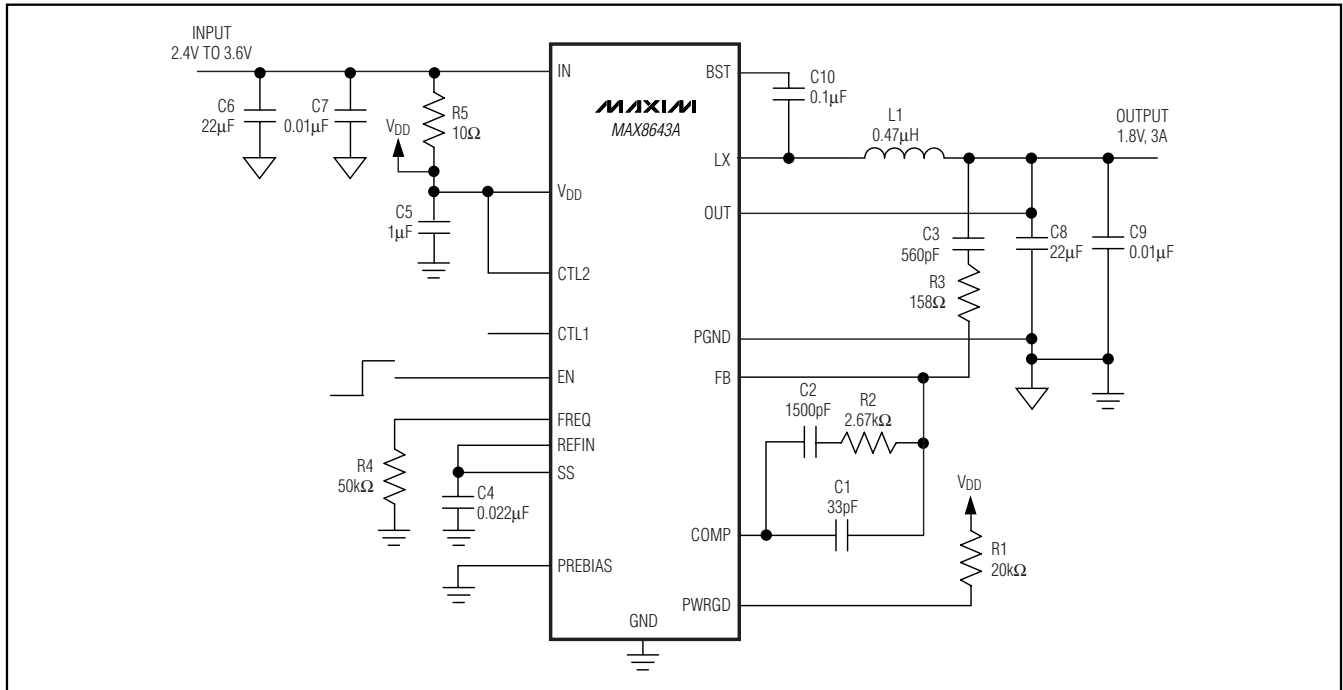 INPUT
2.4V TO 3.6V
C6
22μF
C7
0.01μF
R5
10Ω
VDD
C5
1μF
IN
VDD
CTL2
CTL1
EN
FREQ
REFIN
SS
PREBIAS
R4
50kΩ
C4
0.022μF
MAXIM
MAX8643A
GND
BST
LX
OUT
PGND
FB
COMP
PWRGD
C10
0.1μF
L1
0.47μH
OUTPUT
1.8V, 3A
C3
560pF
R3
158Ω
C8
22μF
C9
0.01μF
C2
1500pF
R2
2.67kΩ
C1
33pF
VDD
R1
20kΩ